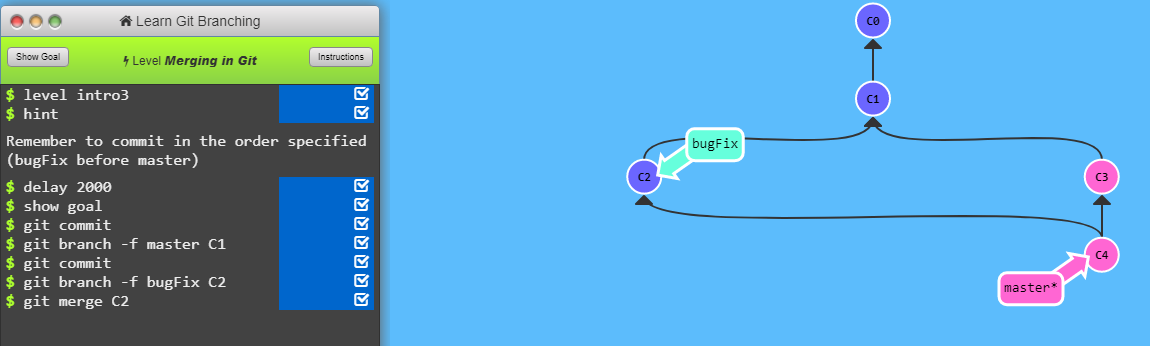 Learn Git Branching
Show Goal
Level Merging in Git
Instructions
$ level intro3
$ hint
Remember to commit in the order specified
(bugFix before master)
$ delay 2000
$ show goal
$ git commit
$ git branch -f master C1
$ git commit
$ git branch -f bugFix C2
$ git merge C2
C0
C1
bugFix
C2
C3
C4
master*